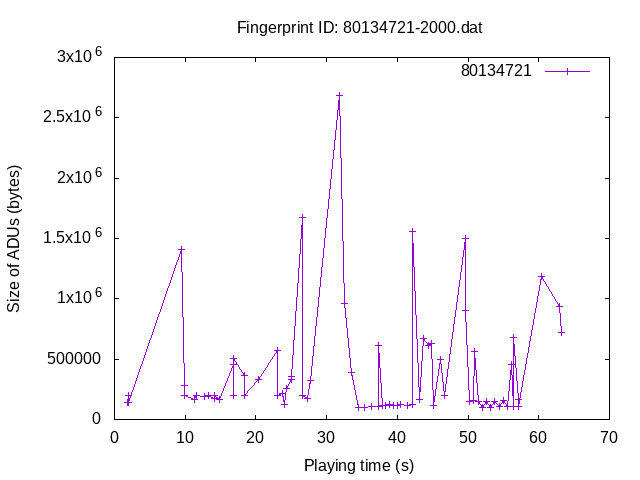 Fingerprint ID: 80134721-2000.dat
80134721
Size of ADUs (bytes)
3x10^6
2.5x10^6
2x10^6
1.5x10^6
1x10^6
500000
0
0 10 20 30 40 50 60 70
Playing time (s)